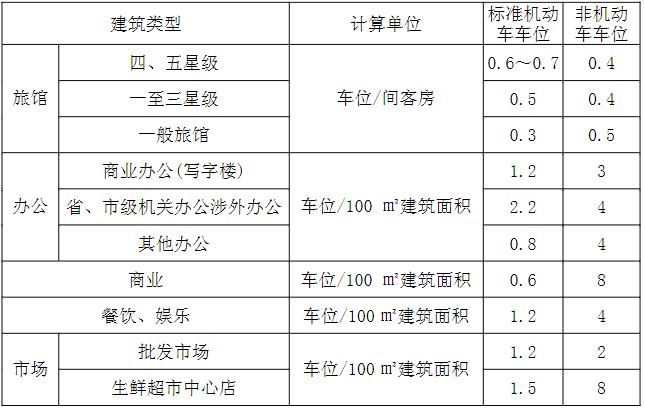 建筑类型 计算单位 标准机动车车位 非机动车车位
旅馆 四、五星级 车位/间客房 0.6～0.7 0.4
一至三星级 0.5 0.4
一般旅馆 0.3 0.5
办公 商业办公(写字楼) 车位/100 ㎡建筑面积 1.2 3
省、市级机关办公涉外办公 2.2 4
其他办公 0.8 4
商业 车位/100 ㎡建筑面积 0.6 8
餐饮、娱乐 车位/100㎡建筑面积 1.2 4
市场 批发市场 车位/100㎡建筑面积 1.2 2
生鲜超市中心店 1.5 8